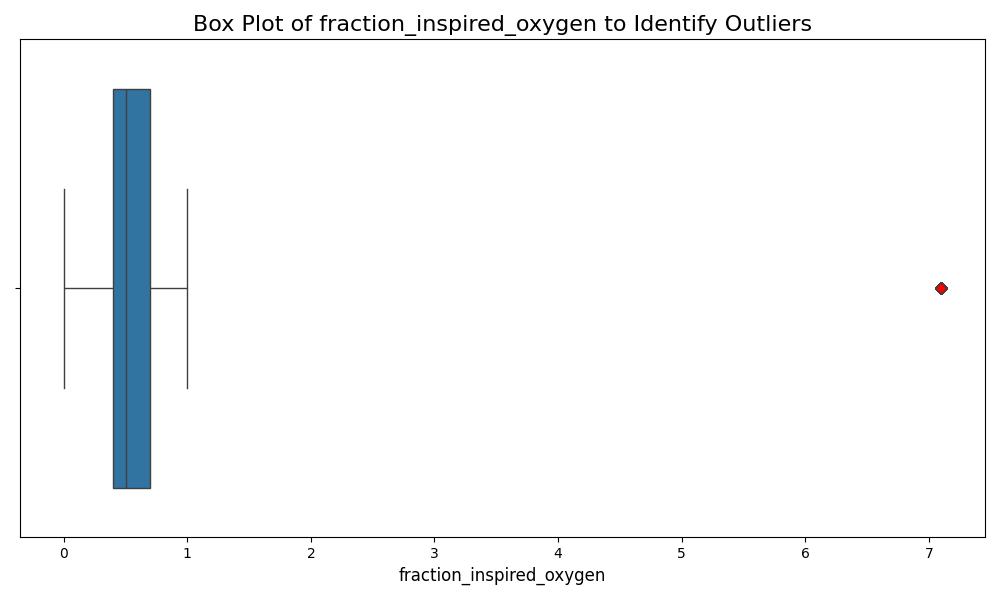 Box Plot of fraction_inspired_oxygen to Identify Outliers
0 1 2 3 4 5 6 7
fraction_inspired_oxygen